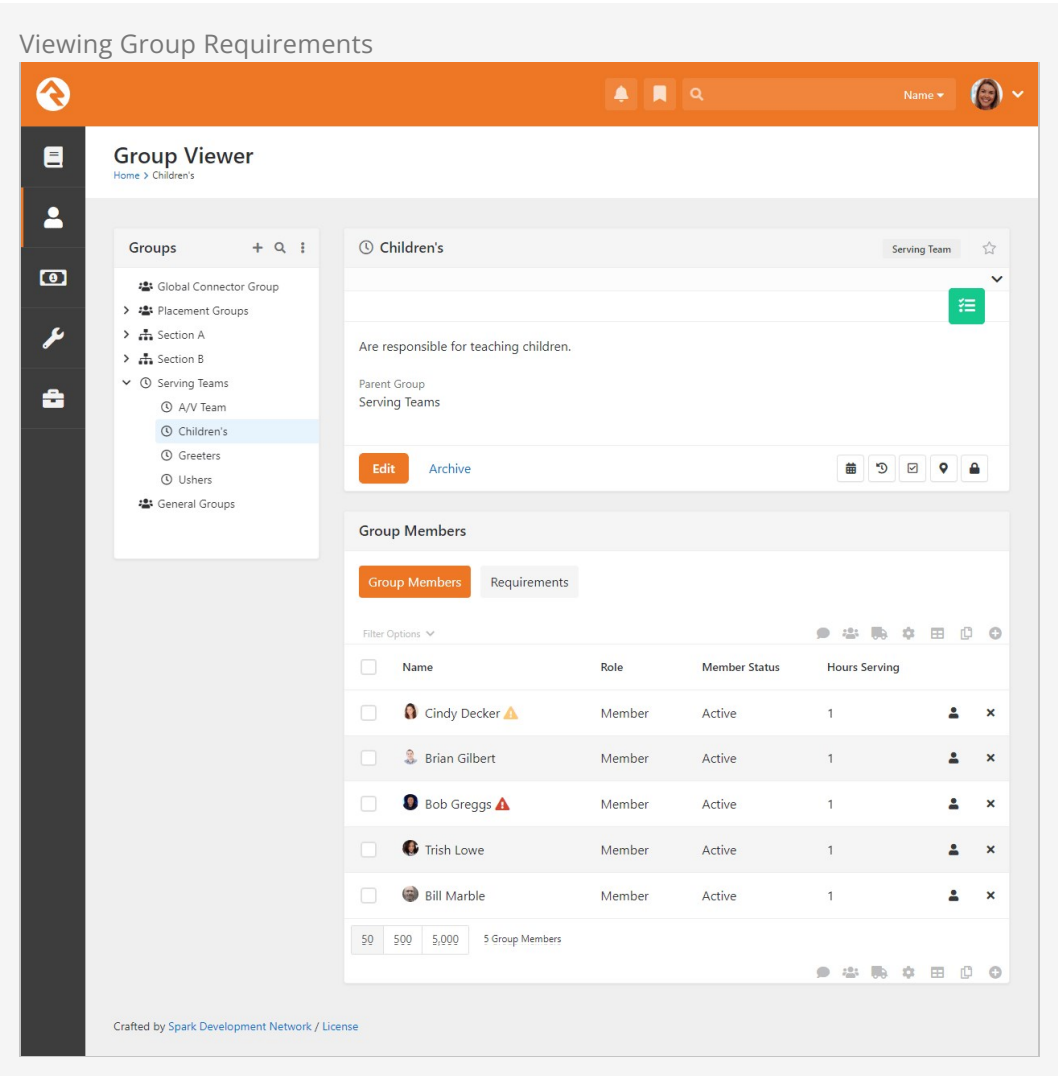 Viewing Group Requirements
Name
Group Viewer
Home > Children's
Groups
Global Connector Group
Placement Groups
Section A
Section B
Serving Teams
A/V Team
Children's
Greeters
Ushers
General Groups
Children's
Serving Team
Are responsible for teaching children.
Parent Group
Serving Teams
Edit Archive
Group Members
Group Members Requirements
Filter Options
Name Role Member Status Hours Serving
Cindy Decker Member Active 1
Brian Gilbert Member Active 1
Bob Greggs Member Active 1
Trish Lowe Member Active 1
Bill Marble Member Active 1
50 500 5,000 5 Group Members
Crafted by Spark Development Network / License